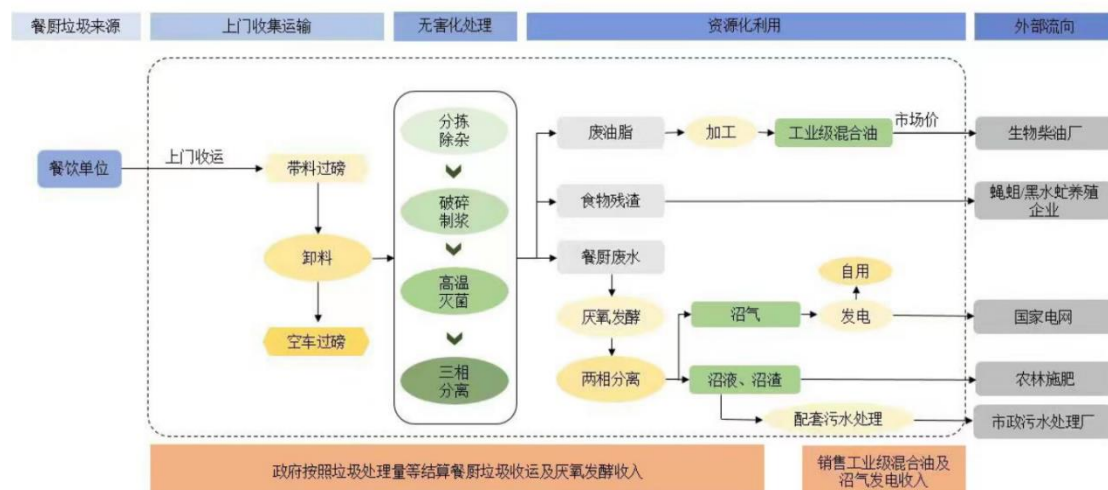 餐厨垃圾来源
上门收集运输
无害化处理
资源化利用
外部流向
餐饮单位
上门收运
带料过磅
卸料
空车过磅
分拣
除杂
破碎
制浆
高温
灭菌
三相
分离
废油脂
加工
工业级混合油
市场价
生物柴油厂
食物残渣
蝇蛆/黑水虻养殖
企业
餐厨废水
厌氧发酵
两相分离
沼气
发电
自用
国家电网
沼液、沼渣
农林施肥
配套污水处理
市政污水处理厂
政府按照垃圾处理量等结算餐厨垃圾收运及厌氧发酵收入
销售工业级混合油及
沼气发电收入